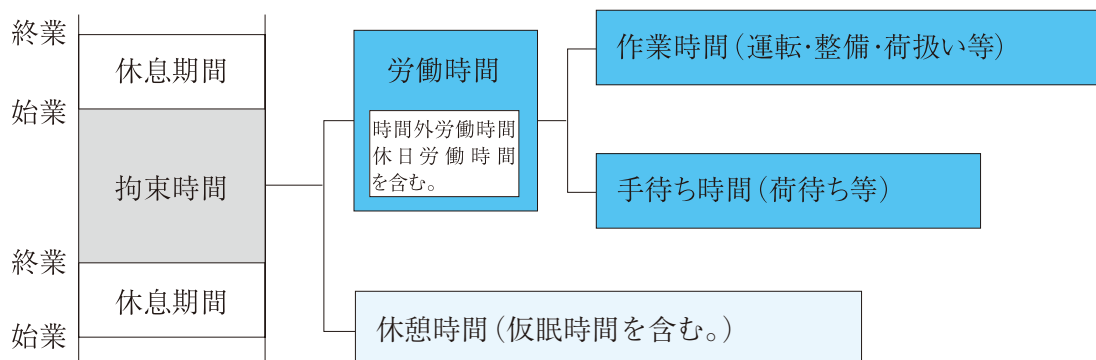 終業
休息期間
始業
拘束時間
終業
休息期間
始業
労働時間
時間外労働時間
休日労働時間
を含む。
作業時間(運転・整備・荷扱い等)
手待ち時間(荷待ち等)
休憩時間(仮眠時間を含む。)